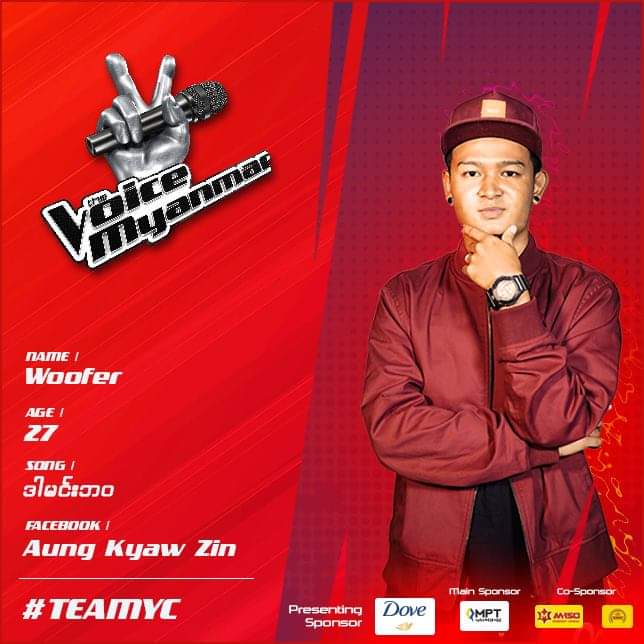 the
Voice
Myanmar
NAME /
Woofer
AGE /
27
SONG /
ဒါမင်းဘဝ
FACEBOOK /
Aung Kyaw Zin
#TEAMYC
Presenting
Sponsor
Dove
Main Sponsor
MPT
Co-Sponsor